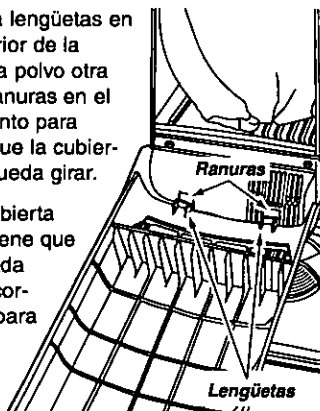 lengüetas en
rior de la
a polvo otra
anuras en el
nto para
ue la cubier-
ueda girar.
bierta
ene que
da
cor-
para
Ranuras
Lengüetas